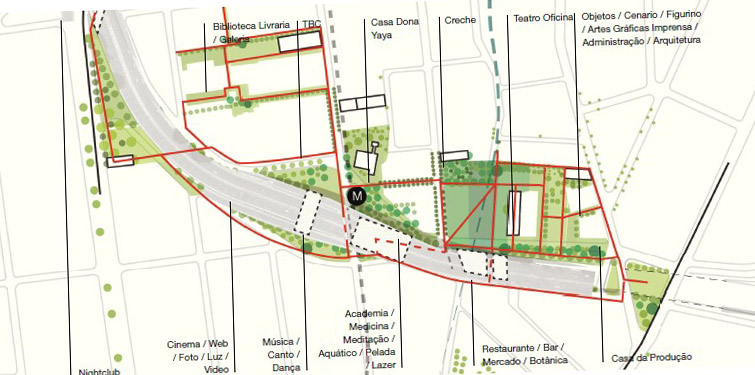 Biblioteca Livraria
/ Galeria
TBC
Casa Dona
Yaya
Creche
Teatro Oficina
Objetos / Cenario / Figurino
/ Artes Gráficas Imprensa /
Administração / Arquitetura
M
Nightclub
Cinema / Web
/ Foto / Luz /
Video
Música /
Canto /
Dança
Academia /
Medicina /
Meditação /
Aquático / Pelada
/ Lazer
Restaurante / Bar /
Mercado / Botânica
Casa da Produção